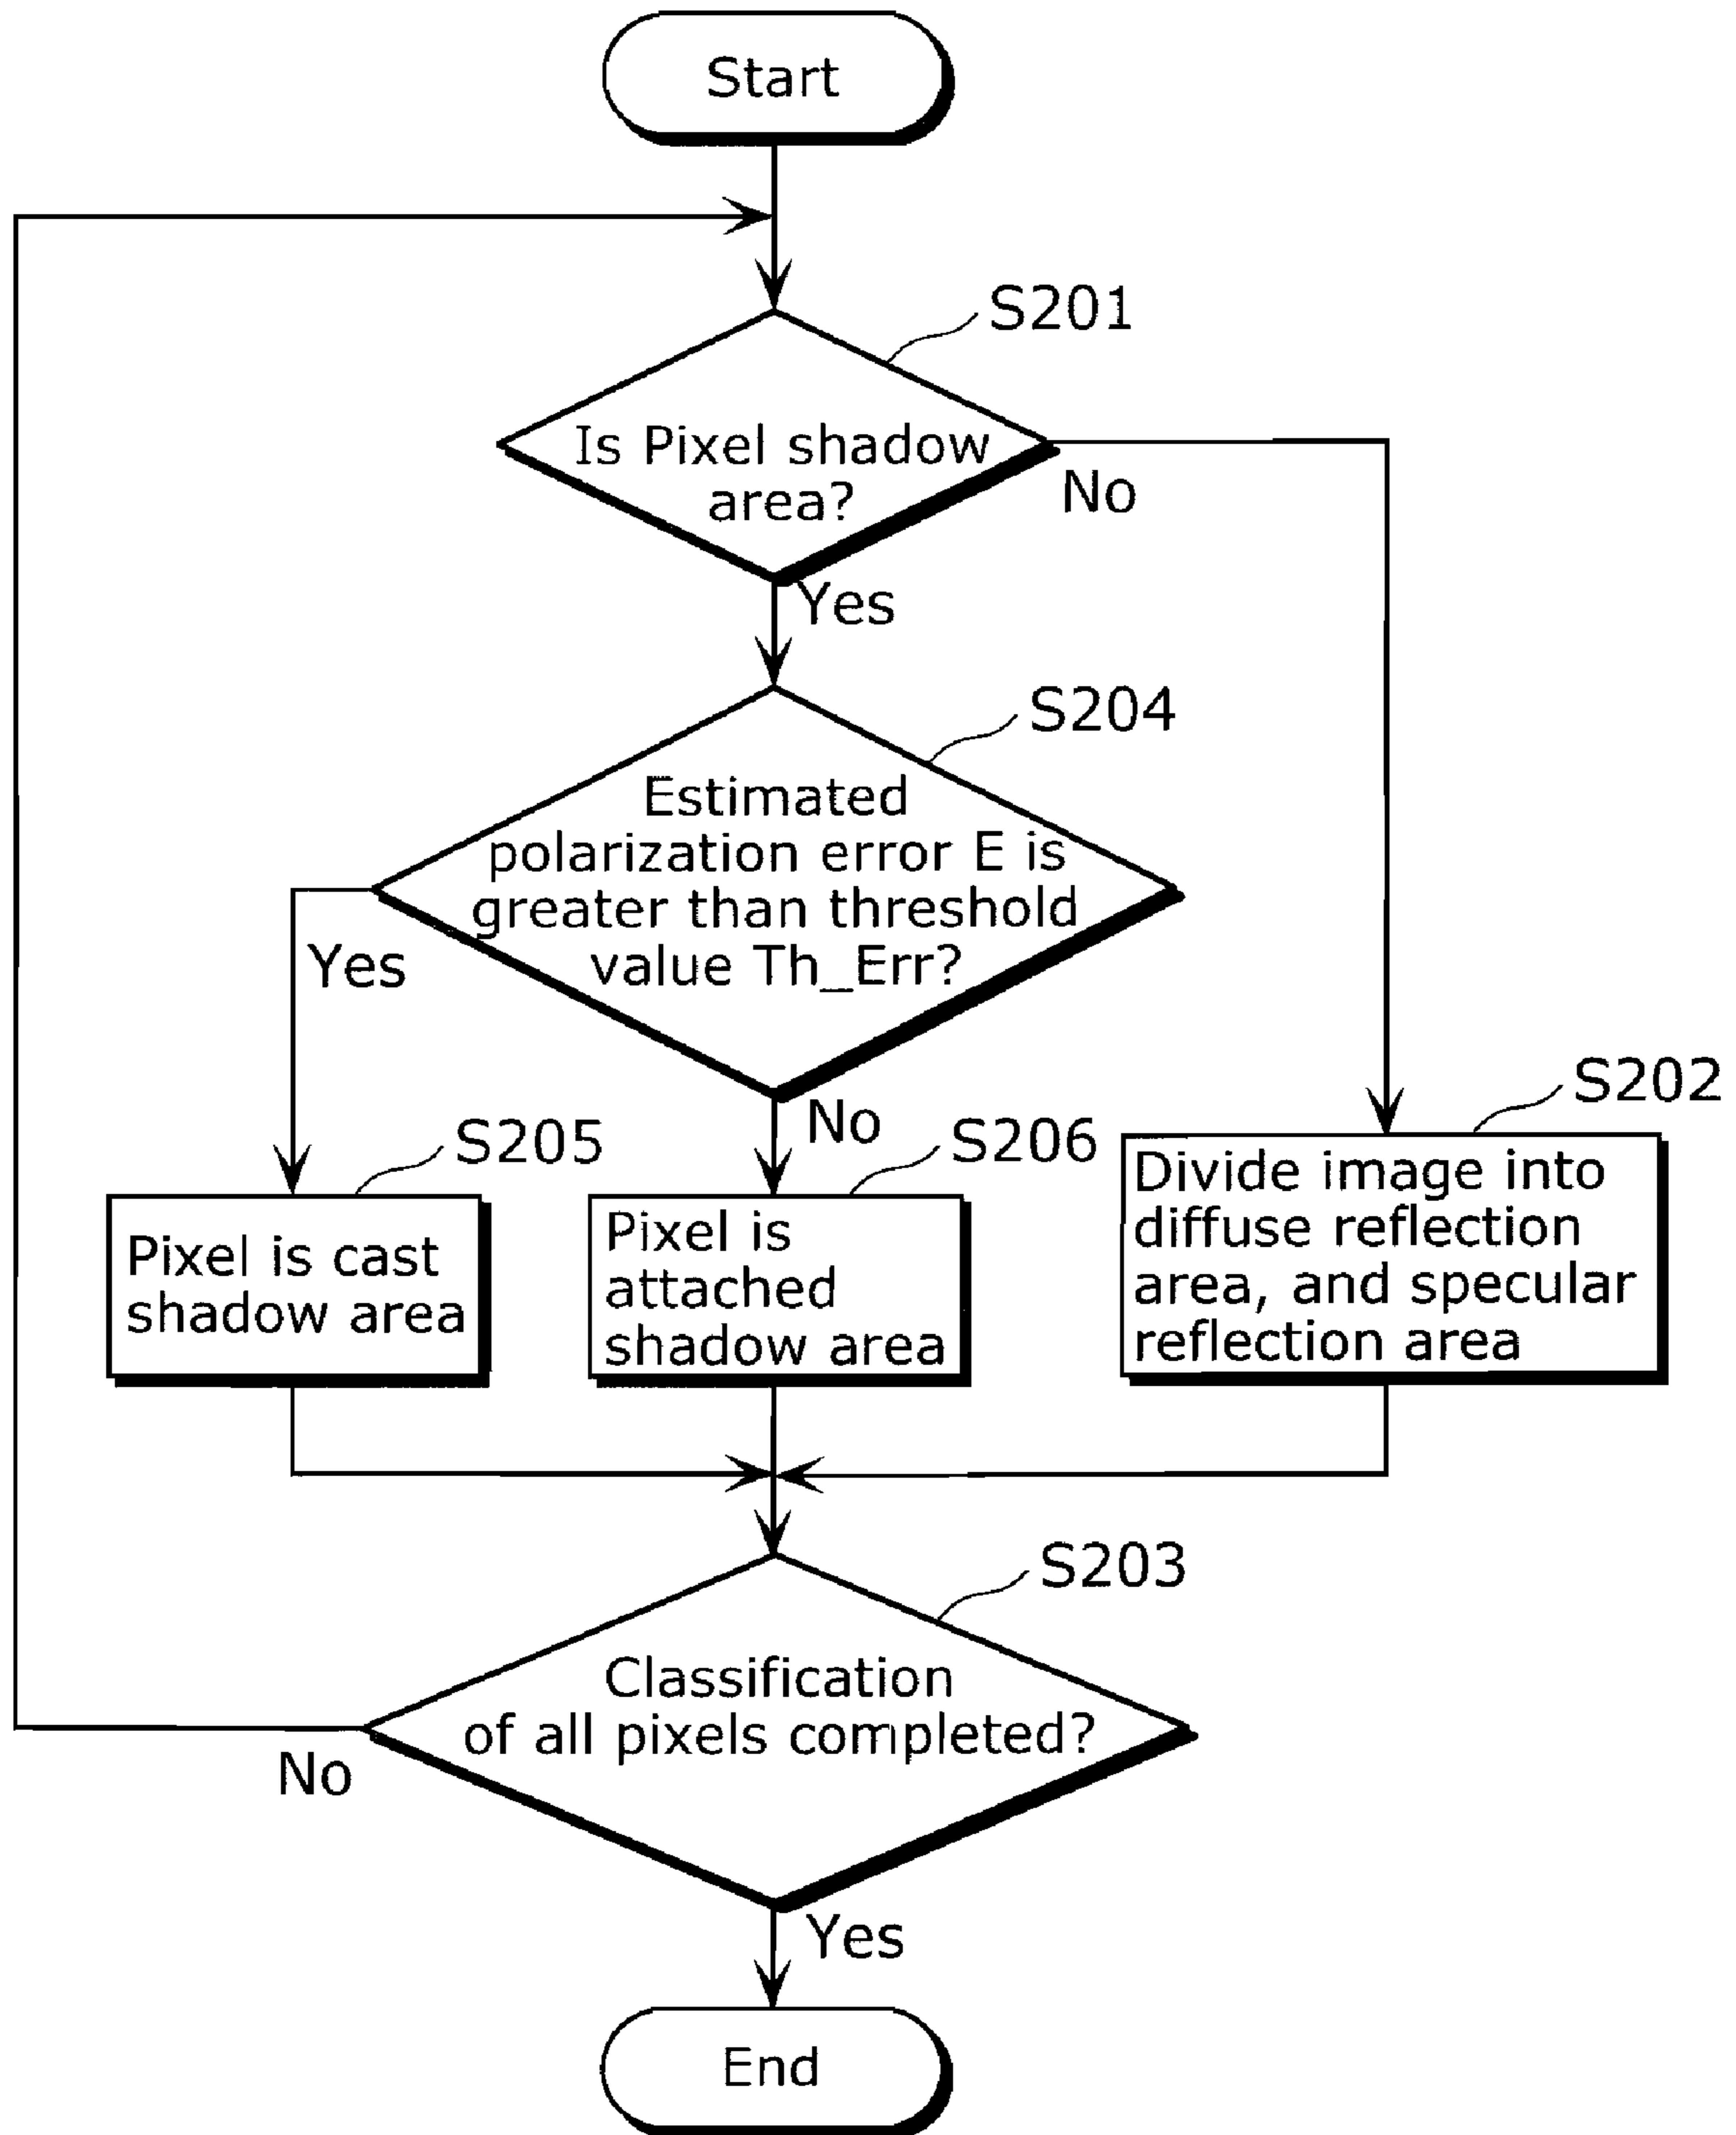 Start
S201
Is Pixel shadow
area?
No
Yes
S204
Estimated
polarization error E is
greater than threshold
value Th_Err?
Yes
No
S205
S206
S202
Pixel is cast
shadow area
Pixel is
attached
shadow area
Divide image into
diffuse reflection
area, and specular
reflection area
S203
Classification
of all pixels completed?
No
Yes
End